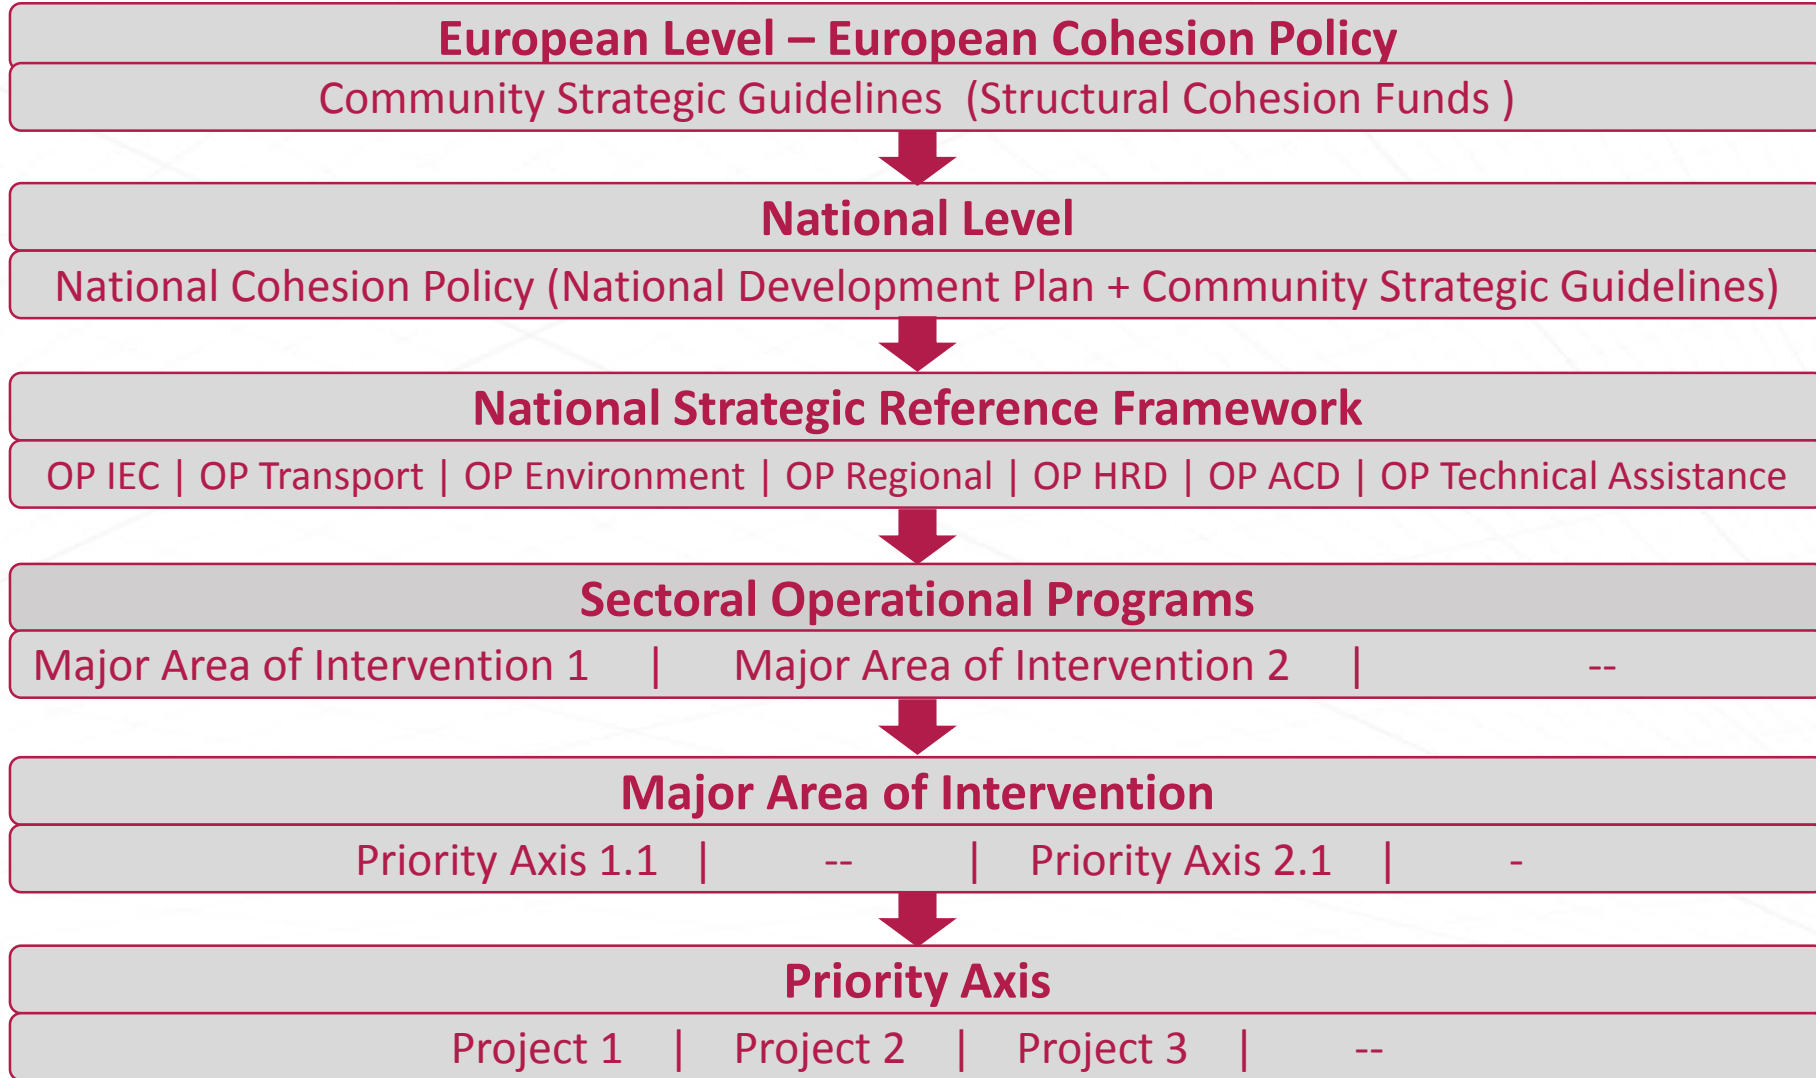 European Level – European Cohesion Policy
Community Strategic Guidelines (Structural Cohesion Funds )
National Level
National Cohesion Policy (National Development Plan + Community Strategic Guidelines)
National Strategic Reference Framework
OP IEC | OP Transport | OP Environment | OP Regional | OP HRD | OP ACD | OP Technical Assistance
Sectoral Operational Programs
Major Area of Intervention 1 | Major Area of Intervention 2 | --
Major Area of Intervention
Priority Axis 1.1 | -- | Priority Axis 2.1 | -
Priority Axis
Project 1 | Project 2 | Project 3 | --